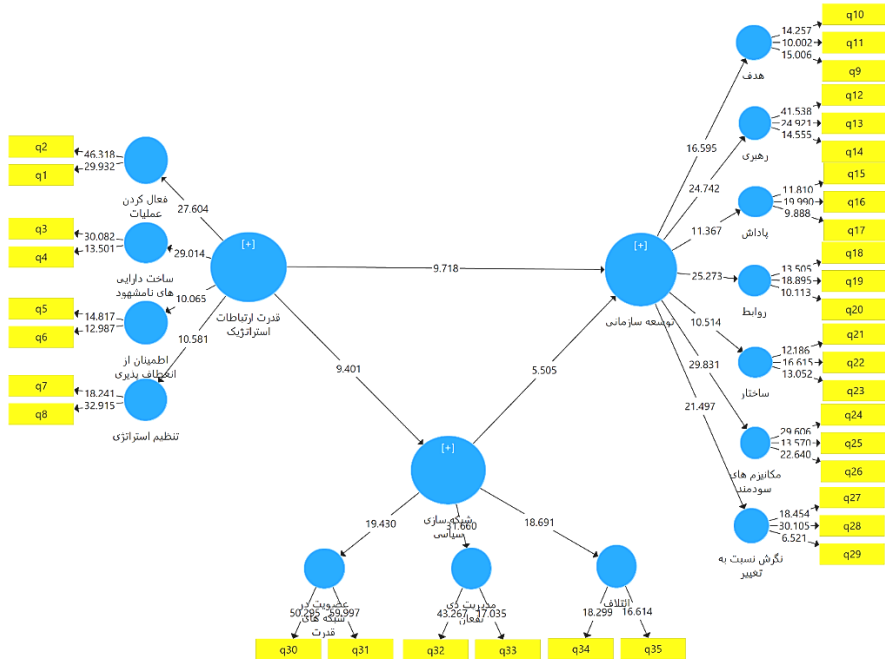 q2
q1
46.318
29.932
فعال کردن
عملیات
27.604
q3
q4
30.082
13.501
ساخت دارایی
های نامشهود
29.014
q5
q6
14.817
12.987
اطمینان از
انعطاف پذیری
10.065
q7
q8
18.241
32.915
تنظیم استراتژی
10.581
[+]
قدرت ارتباطات
استراتژیک
9.718
9.401
5.505
[+]
توسعه سازمانی
16.595
24.742
11.367
25.273
10.514
29.831
21.497
هدف
14.257
10.002
15.006
q10
q11
q9
رهبری
41.538
24.921
14.555
q12
q13
q14
پاداش
11.810
19.990
9.888
q15
q16
q17
روابط
13.505
18.895
10.113
q18
q19
q20
ساختار
12.186
16.615
13.052
q21
q22
q23
مکانیزم های
سودمند
29.606
13.570
22.640
q24
q25
q26
نگرش نسبت به
تغییر
18.454
30.105
6.521
q27
q28
q29
[+]
شبکه سازی
سیاسی
19.430
31.660
18.691
عضویت در
شبکه های
قدرت
50.295
59.997
q30
q31
مدیریت ذی
نفعان
43.267
17.035
q32
q33
ائتلاف
18.299
16.614
q34
q35